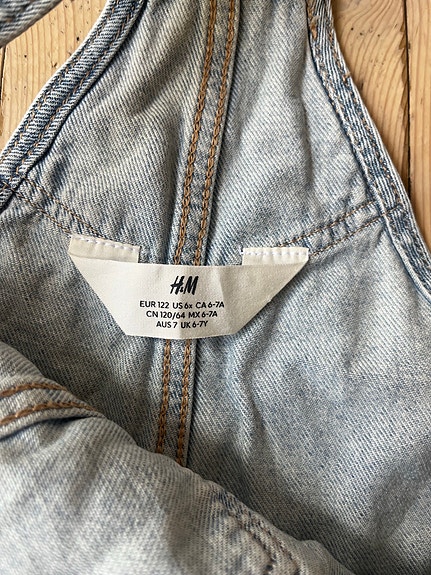 H&M
EUR 122 US 6x CA 6-7A
CN 120/64 MX 6-7A
AUS 7 UK 6-7Y